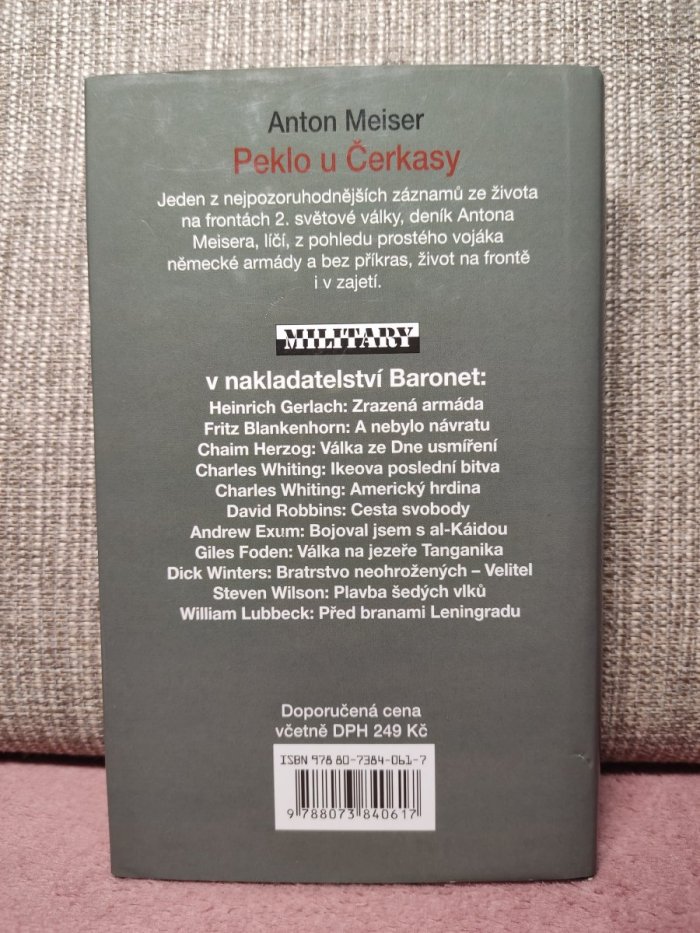 Anton Meiser
Peklo u Čerkasy
Jeden z nejpozoruhodnějších záznamů ze života
na frontách 2. světové války, deník Antona
Meisera, líčí, z pohledu prostého vojáka
německé armády a bez příkras, život na frontě
i v zajetí.
MILITARY
v nakladatelství Baronet:
Heinrich Gerlach: Zrazená armáda
Fritz Blankenhorn: A nebylo návratu
Chaim Herzog: Válka ze Dne usmíření
Charles Whiting: Ikeova poslední bitva
Charles Whiting: Americký hrdina
David Robbins: Cesta svobody
Andrew Exum: Bojoval jsem s al-Káidou
Giles Foden: Válka na jezeře Tanganika
Dick Winters: Bratrstvo neohrožených – Velitel
Steven Wilson: Plavba šedých vlků
William Lubbeck: Před branami Leningradu
Doporučená cena
včetně DPH 249 Kč
ISBN 978 80-7384-061-7
9 788073 840617